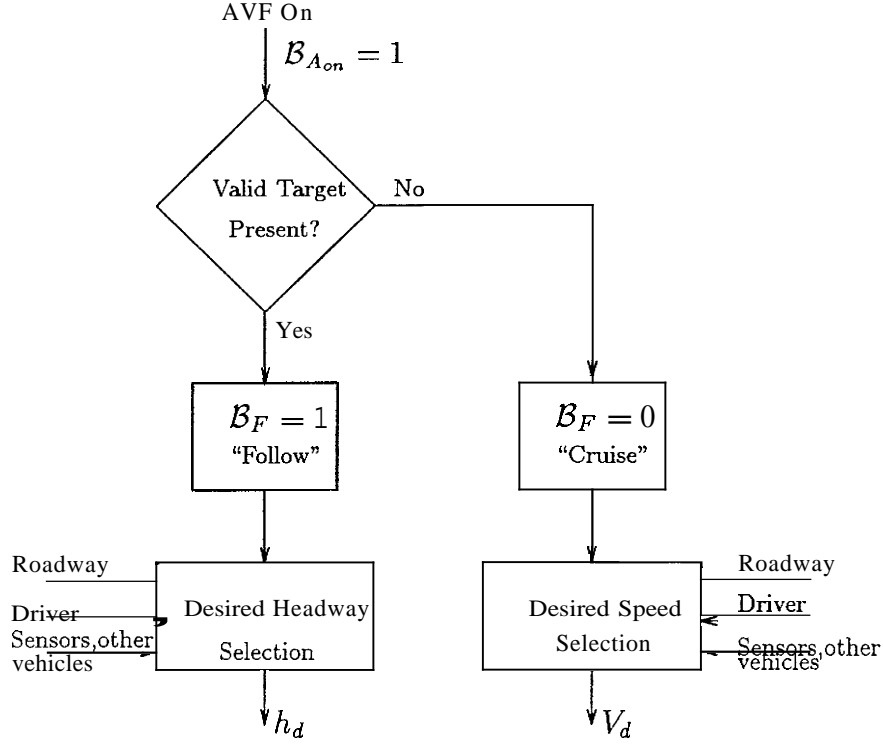 AVF On
𝓑_{A_{on}} = 1
Valid Target
Present?
No
Yes
𝓑_F = 1
"Follow"
𝓑_F = 0
"Cruise"
Roadway
Driver
Sensors,other
vehicles
Desired Headway
Selection
Desired Speed
Selection
Roadway
Driver
Sensors,other
vehicles
h_d
V_d